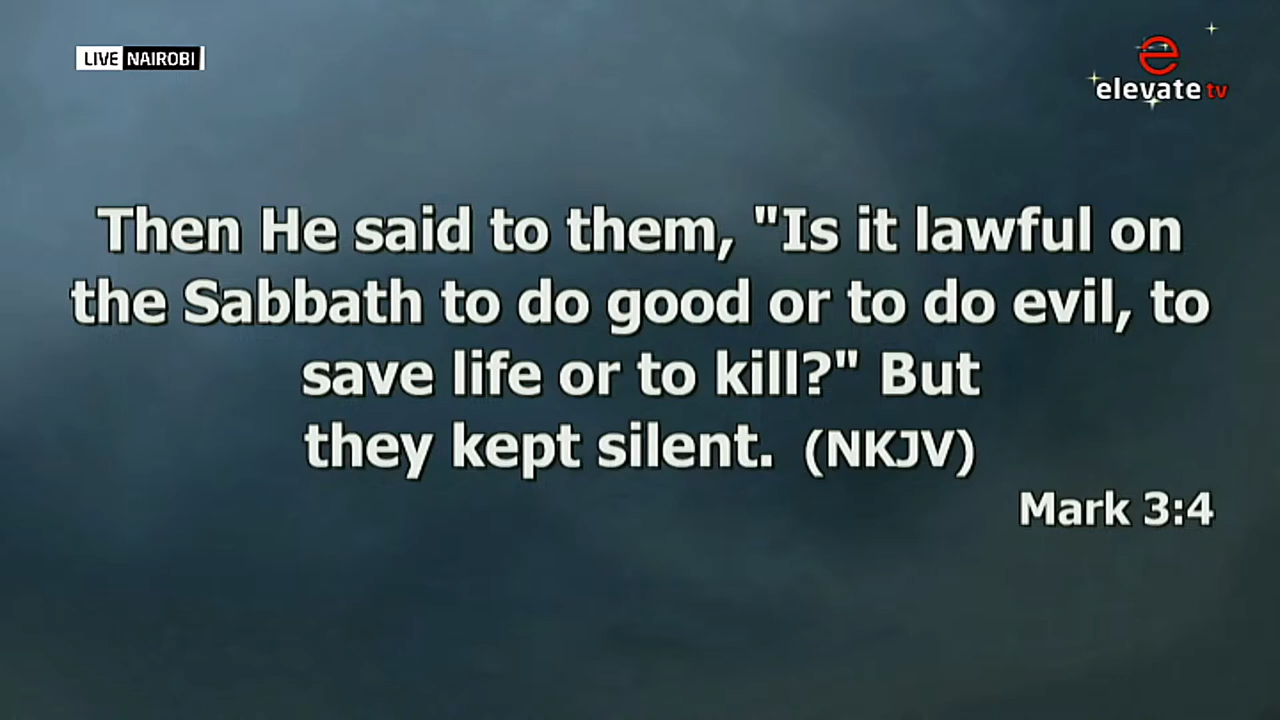 LIVE NAIROBI
e
elevate tv
Then He said to them, "Is it lawful on
the Sabbath to do good or to do evil, to
save life or to kill?" But
they kept silent. (NKJV)
Mark 3:4